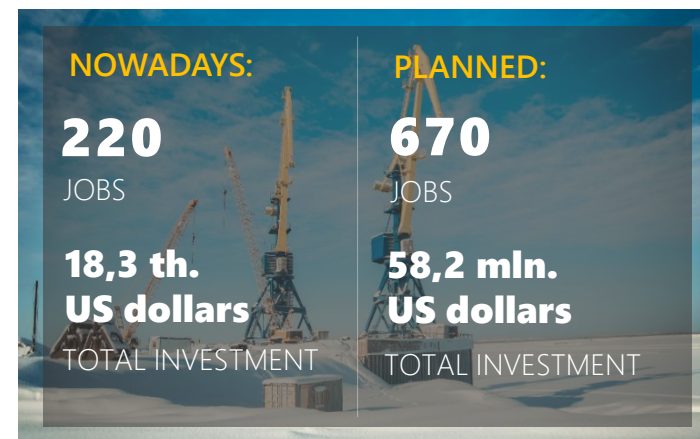 NOWADAYS:
220
JOBS
18,3 th.
US dollars
TOTAL INVESTMENT
PLANNED:
670
JOBS
58,2 mln.
US dollars
TOTAL INVESTMENT